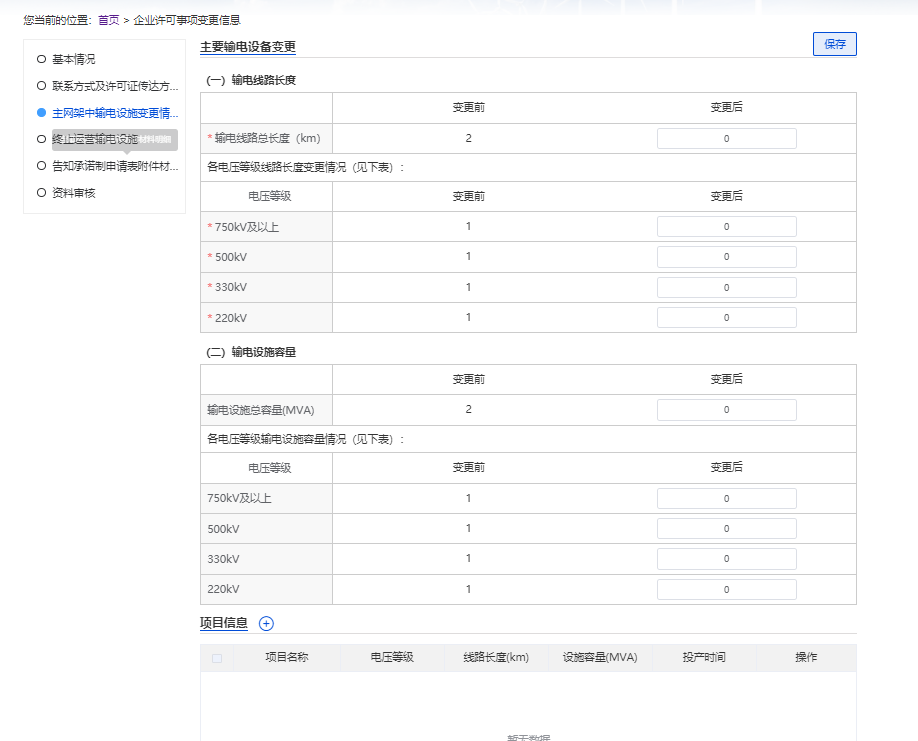 您当前的位置：首页 > 企业许可事项变更信息
基本情况
联系方式及许可证传达方...
主网架中输电设施变更情...
终止运营输电设施材料明细
告知承诺制申请表附件材...
资料审核
主要输电设备变更
保存
(一) 输电线路长度
变更前 变更后
*输电线路总长度（km） 2 0
各电压等级线路长度变更情况（见下表）:
电压等级 变更前 变更后
*750kV及以上 1 0
*500kV 1 0
*330kV 1 0
*220kV 1 0
(二) 输电设施容量
变更前 变更后
输电设施总容量(MVA) 2 0
各电压等级输电设施容量情况（见下表）:
电压等级 变更前 变更后
750kV及以上 1 0
500kV 1 0
330kV 1 0
220kV 1 0
项目信息
项目名称 电压等级 线路长度(km) 设施容量(MVA) 投产时间 操作
暂无数据